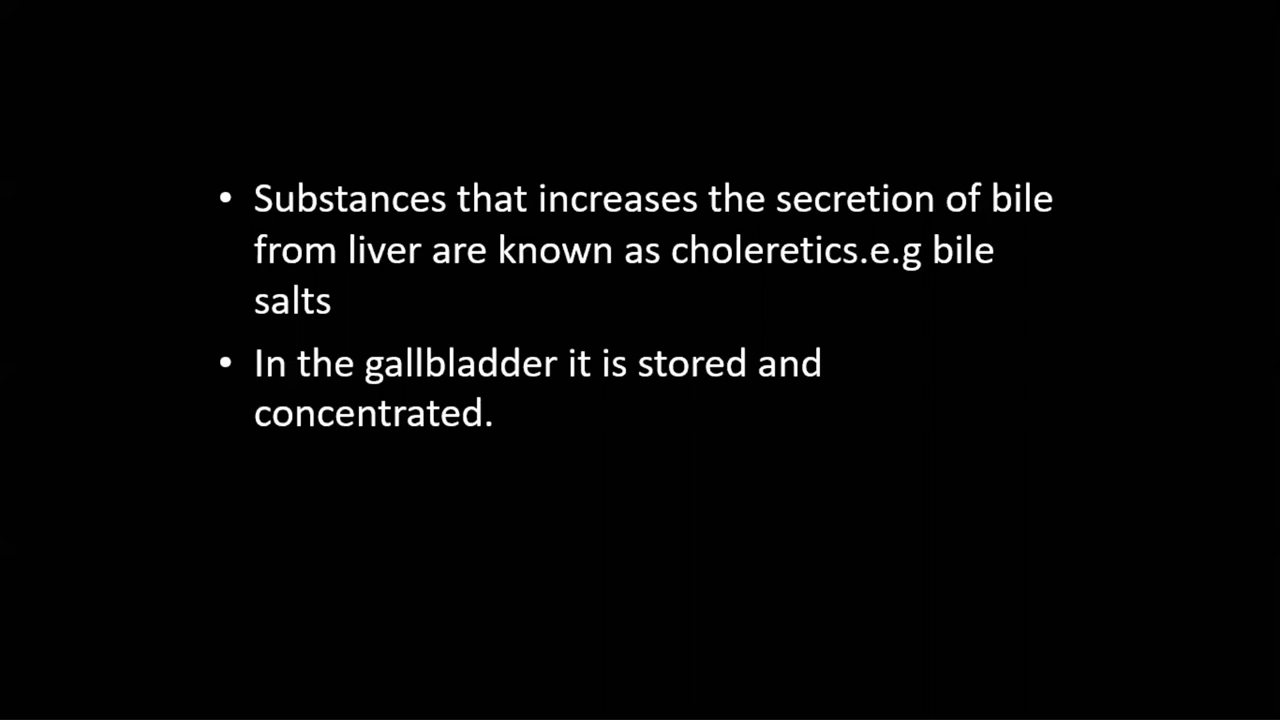 • Substances that increases the secretion of bile
from liver are known as choleretics.e.g bile
salts
• In the gallbladder it is stored and
concentrated.